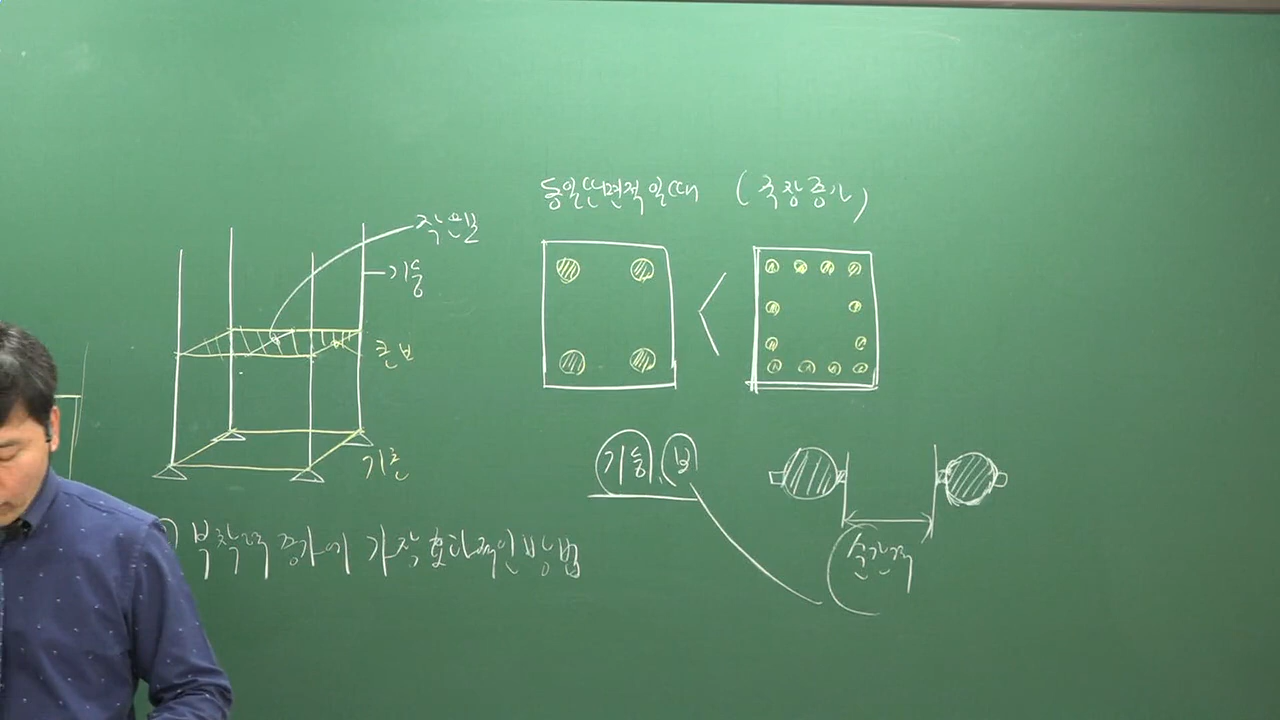 동일단면적일때 (주장증가)
작은보
기둥
큰보
기초
기둥, 보
순간격
부착력 증가에 가장 효과적인 방법